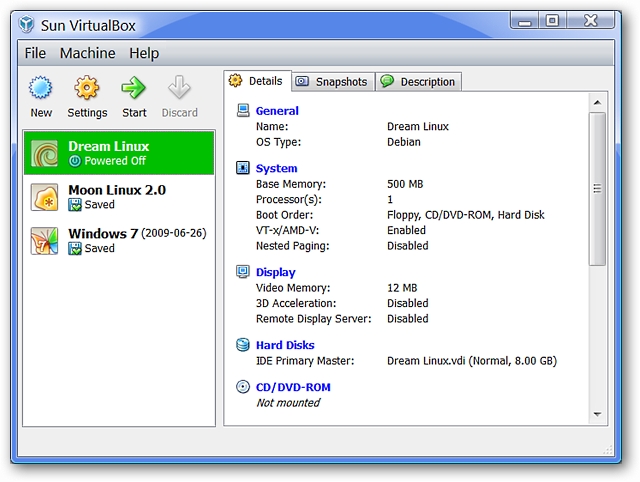 Sun VirtualBox
File Machine Help
New Settings Start Discard
Dream Linux
Powered Off
Moon Linux 2.0
Saved
Windows 7 (2009-06-26)
Saved
Details Snapshots Description
General
Name: Dream Linux
OS Type: Debian
System
Base Memory: 500 MB
Processor(s): 1
Boot Order: Floppy, CD/DVD-ROM, Hard Disk
VT-x/AMD-V: Enabled
Nested Paging: Disabled
Display
Video Memory: 12 MB
3D Acceleration: Disabled
Remote Display Server: Disabled
Hard Disks
IDE Primary Master: Dream Linux.vdi (Normal, 8.00 GB)
CD/DVD-ROM
Not mounted